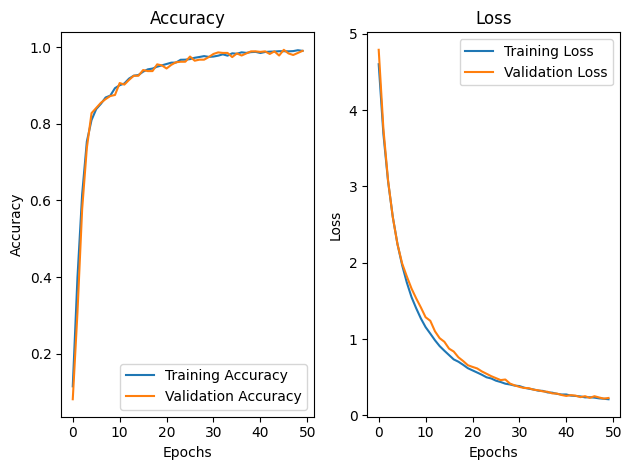 Accuracy
1.0
0.8
0.6
0.4
0.2
Accuracy
Training Accuracy
Validation Accuracy
0 10 20 30 40 50
Epochs
Loss
5
4
3
2
1
0
Loss
Training Loss
Validation Loss
0 10 20 30 40 50
Epochs